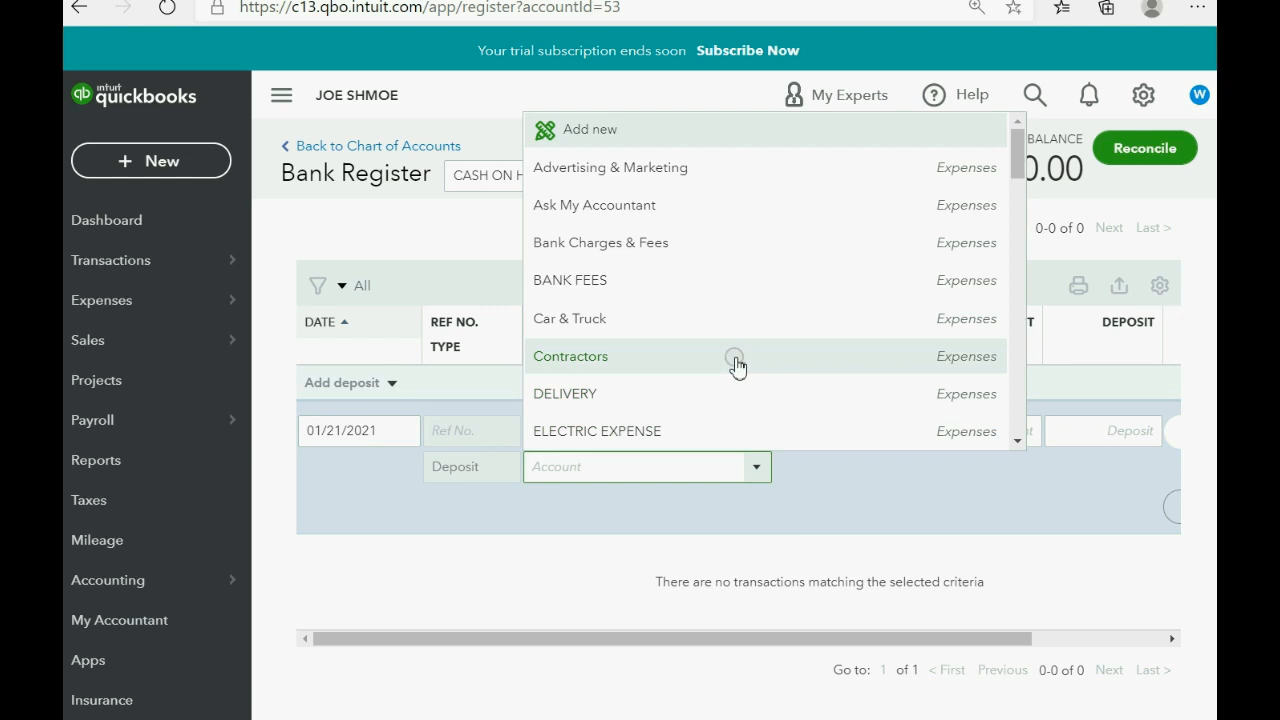 https://c13.qbo.intuit.com/app/register?accountId=53
Your trial subscription ends soon Subscribe Now
qb intuit quickbooks
JOE SHMOE
My Experts
Help
W
+ New
Back to Chart of Accounts
Bank Register
CASH ON H
BALANCE
0.00
Reconcile
Add new
Advertising & Marketing Expenses
Ask My Accountant Expenses
Bank Charges & Fees Expenses
BANK FEES Expenses
Car & Truck Expenses
Contractors Expenses
DELIVERY Expenses
ELECTRIC EXPENSE Expenses
Dashboard
Transactions
Expenses
Sales
Projects
Payroll
Reports
Taxes
Mileage
Accounting
My Accountant
Apps
Insurance
0-0 of 0 Next Last >
All
DATE REF NO. T DEPOSIT
TYPE
Add deposit
01/21/2021 Ref No. nt Deposit
Deposit Account
There are no transactions matching the selected criteria
Go to: 1 of 1 < First Previous 0-0 of 0 Next Last >